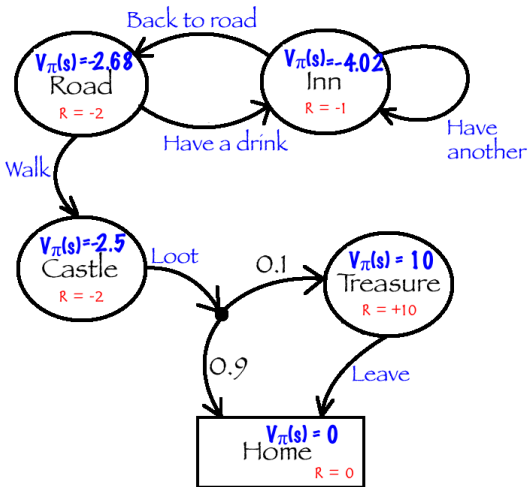 Back to road
Vπ(s)=-2.68
Road
R = -2
Vπ(s)=-4.02
Inn
R = -1
Have a drink
Have
another
Walk
Vπ(s)=-2.5
Castle
R = -2
Loot
0.1
Vπ(s) = 10
Treasure
R = +10
0.9
Leave
Vπ(s) = 0
Home
R = 0